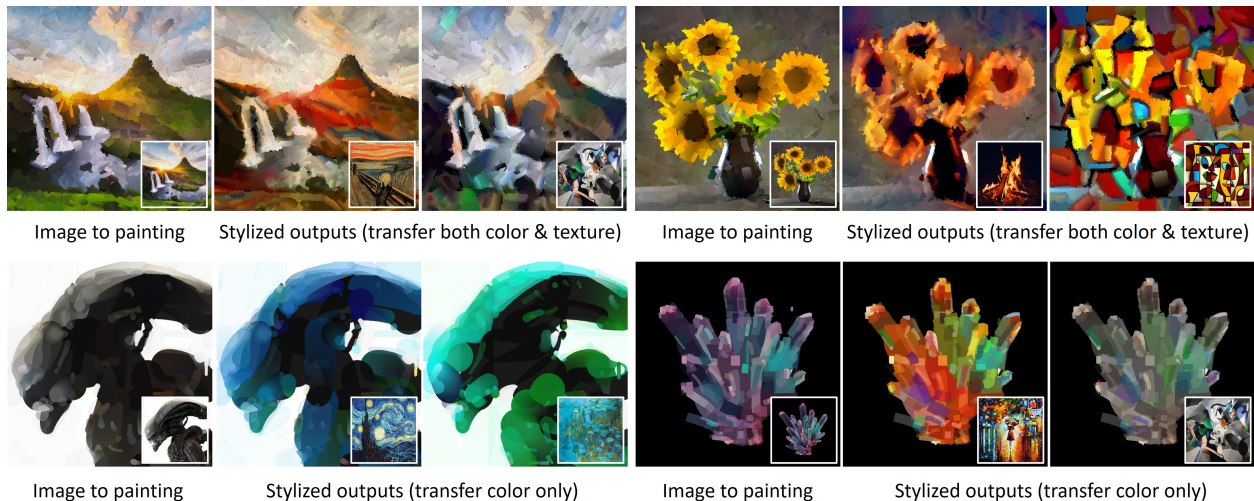 Image to painting
Stylized outputs (transfer both color & texture)
Image to painting
Stylized outputs (transfer both color & texture)
Image to painting
Stylized outputs (transfer color only)
Image to painting
Stylized outputs (transfer color only)